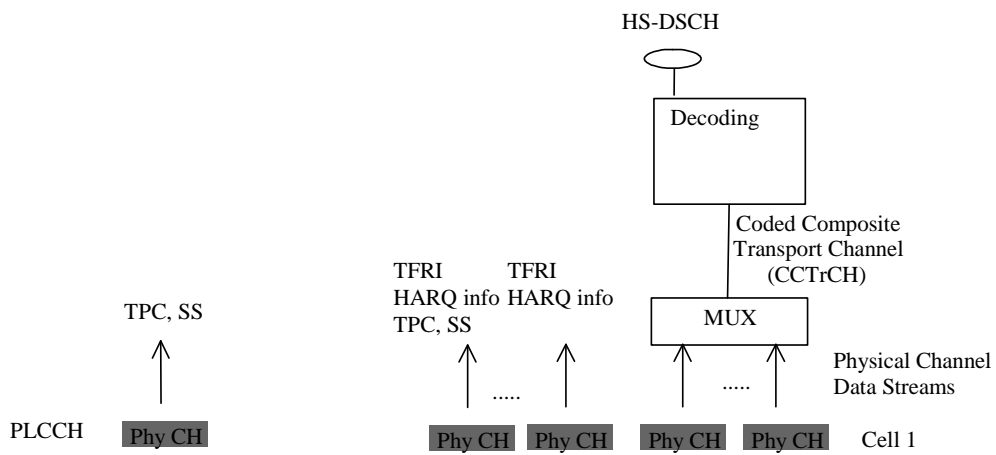 HS-DSCH
Decoding
Coded Composite
Transport Channel
(CCTrCH)
TFRI
HARQ info
TPC, SS
TFRI
HARQ info
TPC, SS
MUX
Physical Channel
Data Streams
.....
.....
PLCCH
Phy CH
Phy CH
Phy CH
Phy CH
Phy CH
Cell 1